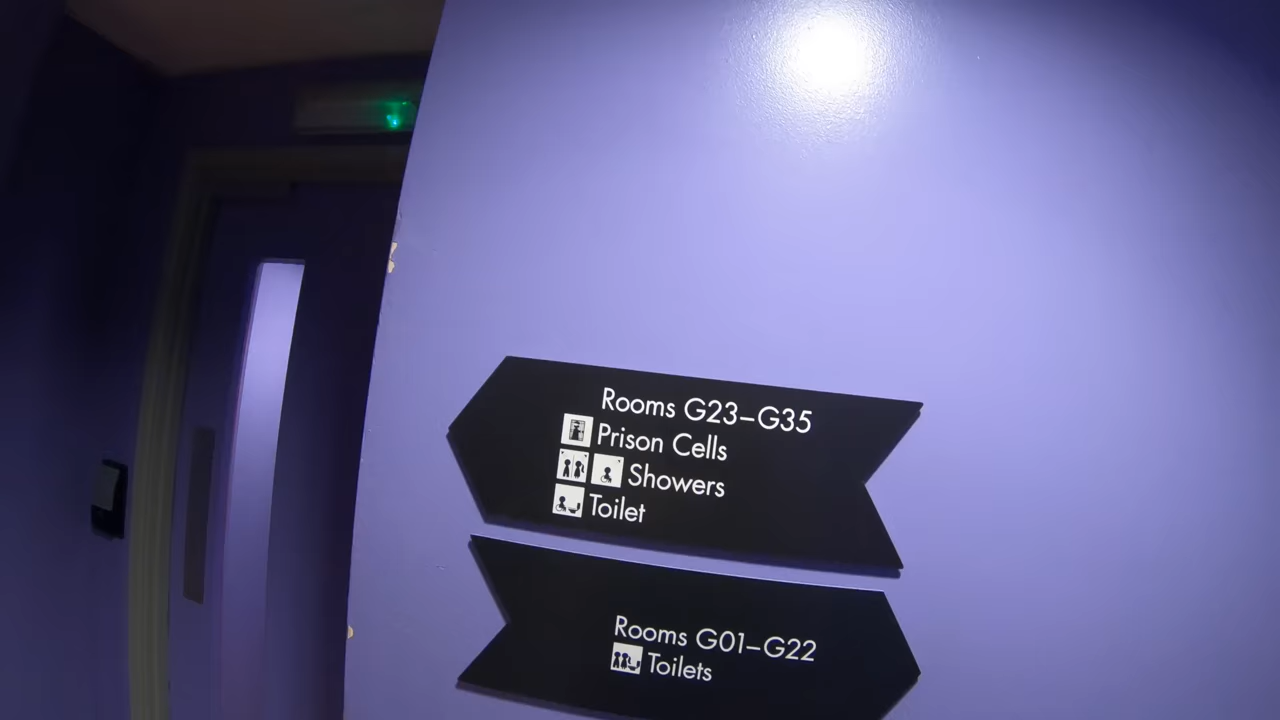 Rooms G23–G35
Prison Cells
Showers
Toilet
Rooms G01–G22
Toilets